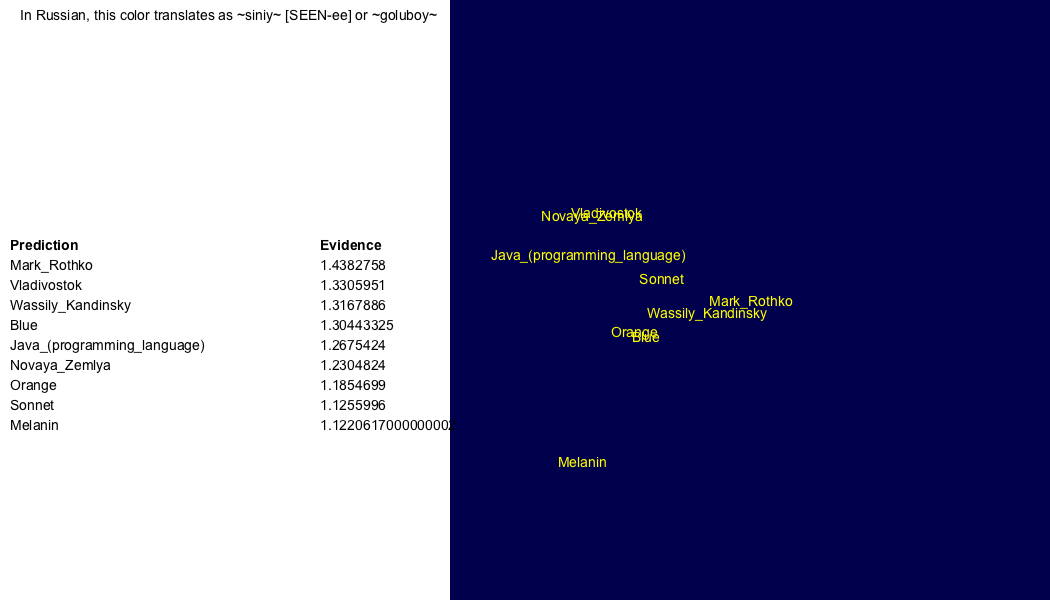 In Russian, this color translates as ~siniy~ [SEEN-ee] or ~goluboy~
Prediction Evidence
Mark_Rothko 1.4382758
Vladivostok 1.3305951
Wassily_Kandinsky 1.3167886
Blue 1.30443325
Java_(programming_language) 1.2675424
Novaya_Zemlya 1.2304824
Orange 1.1854699
Sonnet 1.1255996
Melanin 1.1220617000000002
Vladivostok
Novaya_Zemlya
Java_(programming_language)
Sonnet
Mark_Rothko
Wassily_Kandinsky
Orange
Blue
Melanin